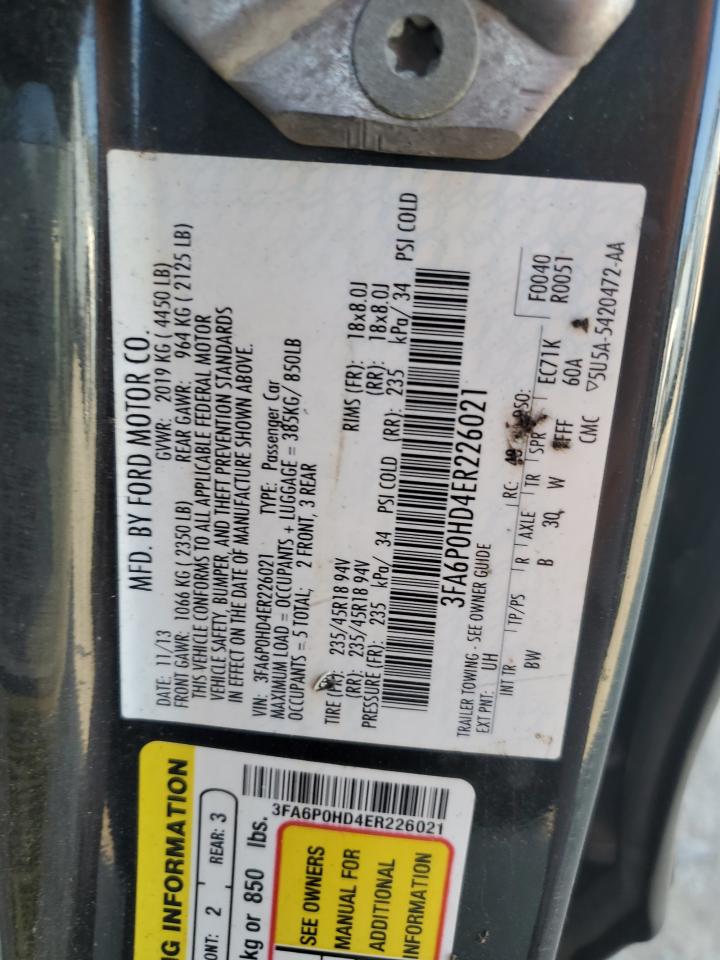 MFD. BY FORD MOTOR CO.
DATE: 11/13 GVWR: 2019 KG ( 4450 LB)
FRONT GAWR: 1066 KG ( 2350 LB) REAR GAWR: 964 KG ( 2125 LB)
THIS VEHICLE CONFORMS TO ALL APPLICABLE FEDERAL MOTOR
VEHICLE SAFETY, BUMPER, AND THEFT PREVENTION STANDARDS
IN EFFECT ON THE DATE OF MANUFACTURE SHOWN ABOVE.
VIN: 3FA6P0HD4ER226021 TYPE: Passenger Car
MAXIMUM LOAD = OCCUPANTS + LUGGAGE = 385KG/ 850LB
OCCUPANTS = 5 TOTAL; 2 FRONT, 3 REAR
TIRE (FR): 235/45R18 94V RIMS (FR): 18x8.0J
(RR): 235/45R18 94V (RR): 18x8.0J
PRESSURE (FR): 235 kPa/ 34 PSI COLD (RR): 235 kPa/ 34 PSI COLD
3FA6P0HD4ER226021
TRAILER TOWING - SEE OWNER GUIDE
EXT PNT: UH RC: DSO: F0040
R0051
INT TR TP/PS R AXLE TR SPR EC71K
BW B 30 W FFF 60A
CMC 5U5A-5420472-AA
INFORMATION
2 REAR: 3
kg or 850 lbs.
3FA6P0HD4ER226021
SEE OWNERS
MANUAL FOR
ADDITIONAL
INFORMATION